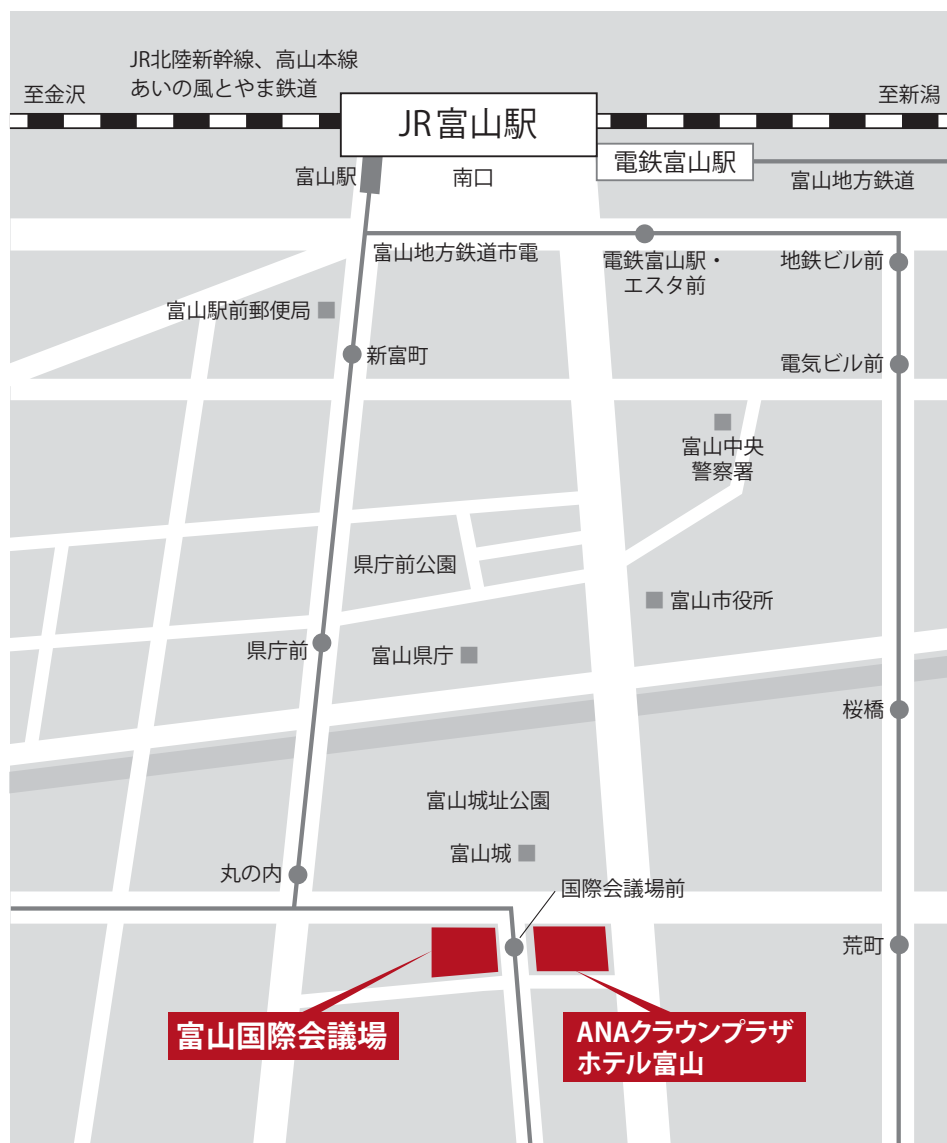 JR北陸新幹線、高山本線
あいの風とやま鉄道
至金沢
至新潟
JR富山駅
電鉄富山駅
富山駅
南口
富山地方鉄道
富山地方鉄道市電
電鉄富山駅・
エスタ前
地鉄ビル前
富山駅前郵便局
新富町
電気ビル前
富山中央
警察署
県庁前公園
富山市役所
県庁前
富山県庁
桜橋
富山城址公園
富山城
丸の内
国際会議場前
荒町
富山国際会議場
ANAクラウンプラザ
ホテル富山